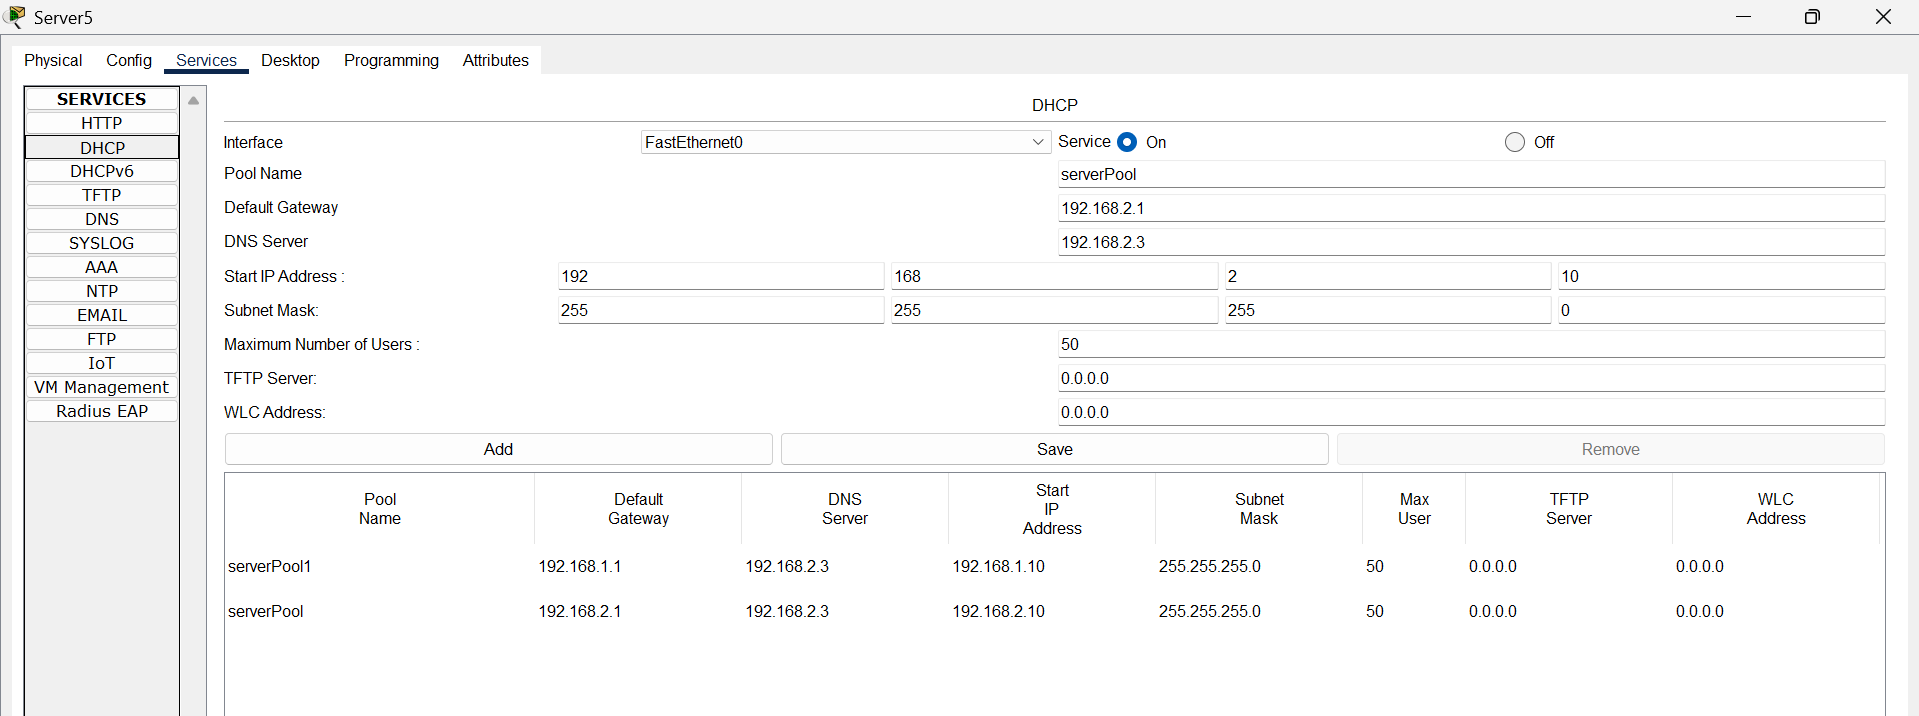 Server5
Physical Config Services Desktop Programming Attributes
SERVICES
HTTP
DHCP
DHCPv6
TFTP
DNS
SYSLOG
AAA
NTP
EMAIL
FTP
IoT
VM Management
Radius EAP
DHCP
Interface FastEthernet0 Service On Off
Pool Name serverPool
Default Gateway 192.168.2.1
DNS Server 192.168.2.3
Start IP Address : 192 168 2 10
Subnet Mask: 255 255 255 0
Maximum Number of Users : 50
TFTP Server: 0.0.0.0
WLC Address: 0.0.0.0
Add Save Remove
Pool Name Default Gateway DNS Server Start IP Address Subnet Mask Max User TFTP Server WLC Address
serverPool1 192.168.1.1 192.168.2.3 192.168.1.10 255.255.255.0 50 0.0.0.0 0.0.0.0
serverPool 192.168.2.1 192.168.2.3 192.168.2.10 255.255.255.0 50 0.0.0.0 0.0.0.0